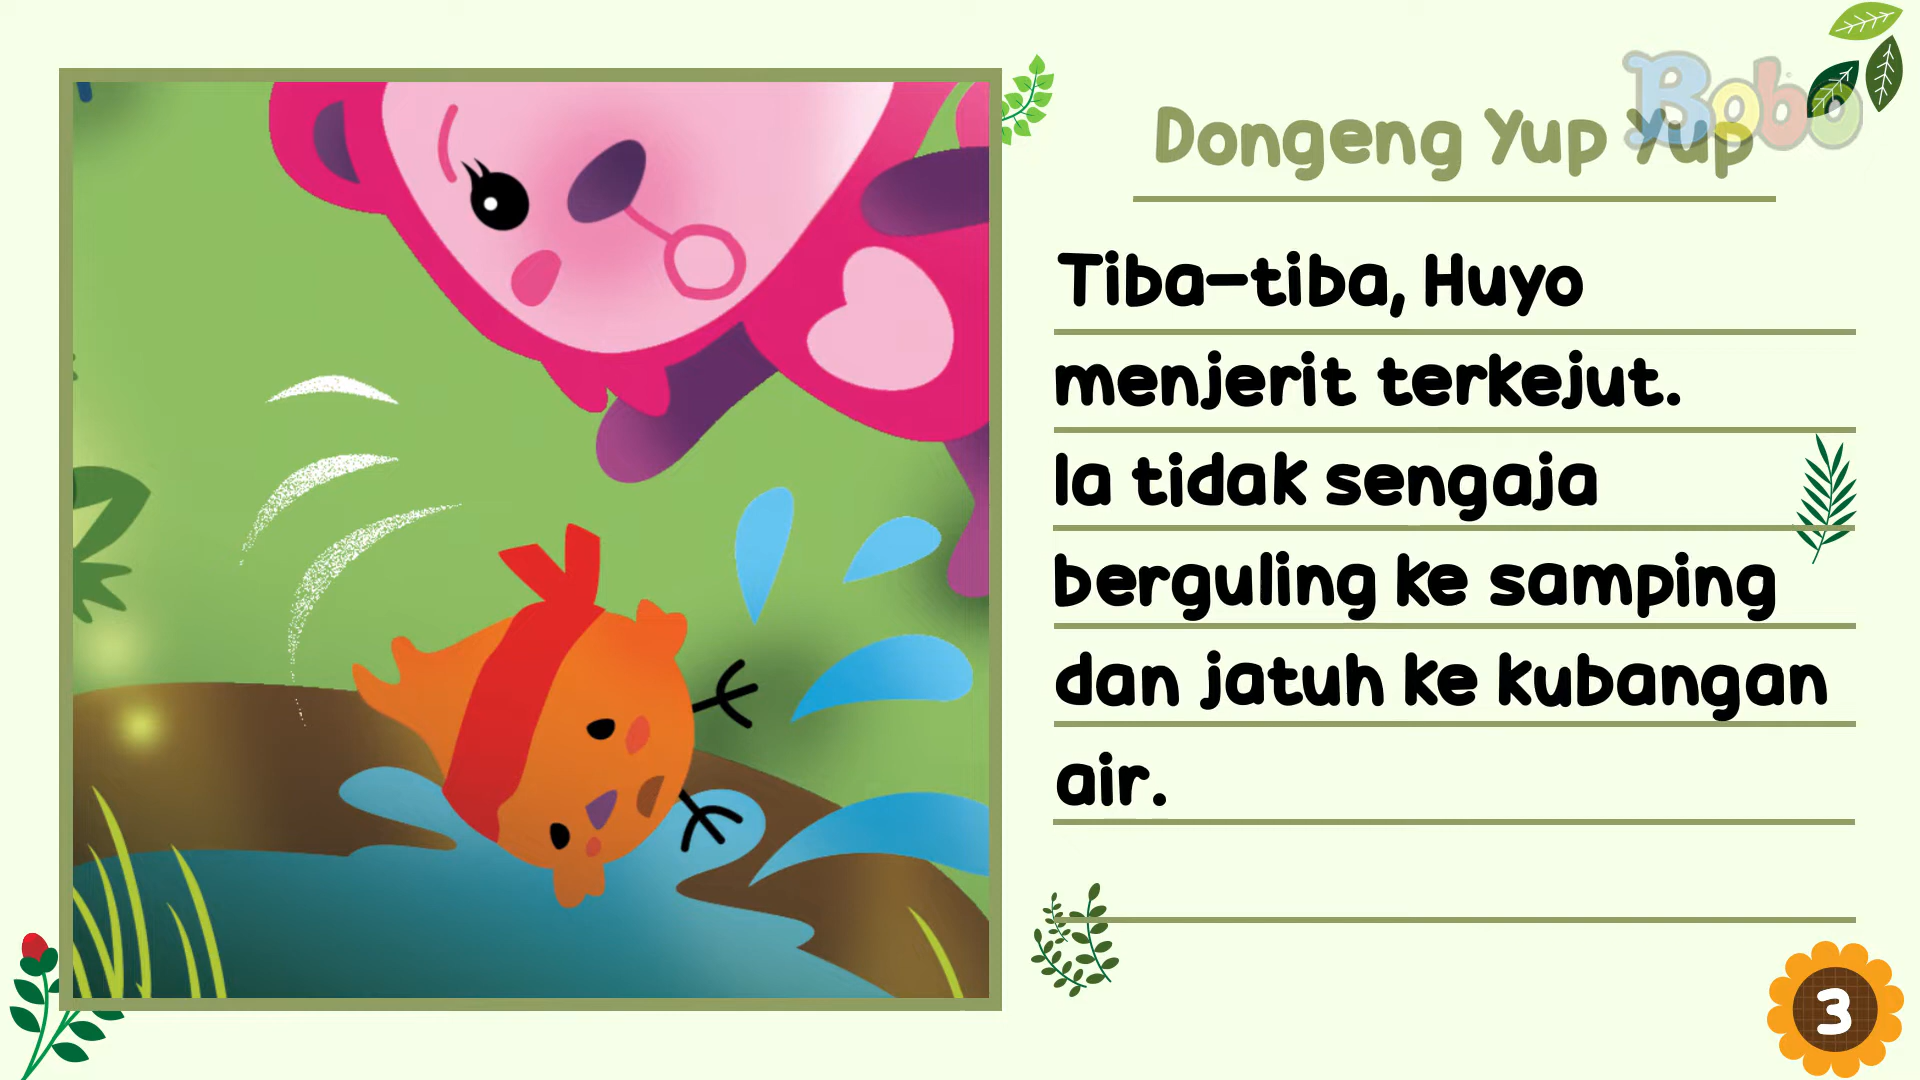 Bobo
Dongeng Yup Yup
Tiba-tiba, Huyo
menjerit terkejut.
Ia tidak sengaja
berguling ke samping
dan jatuh ke kubangan
air.
3